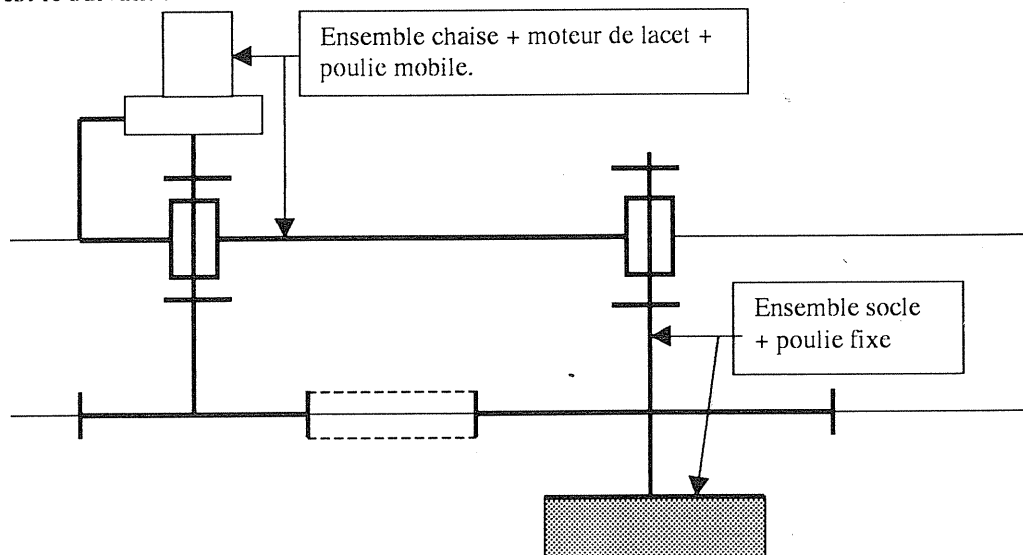 Ensemble chaise + moteur de lacet +
poulie mobile.
Ensemble socle
+ poulie fixe